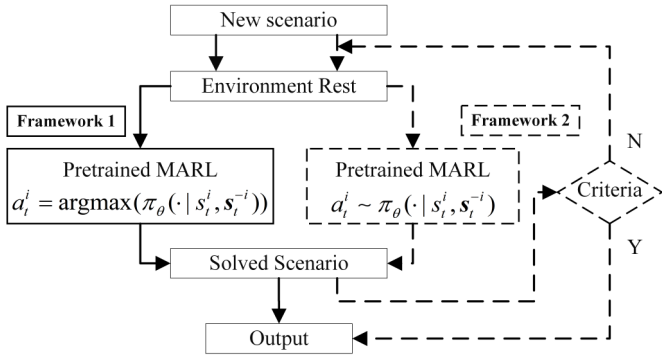 New scenario
Environment Rest
Framework 1
Framework 2
N
Pretrained MARL
a_t^i = argmax(π_θ(· | s_t^i, s_t^{-i}))
Pretrained MARL
a_t^i ~ π_θ(· | s_t^i, s_t^{-i})
Criteria
Y
Solved Scenario
Output